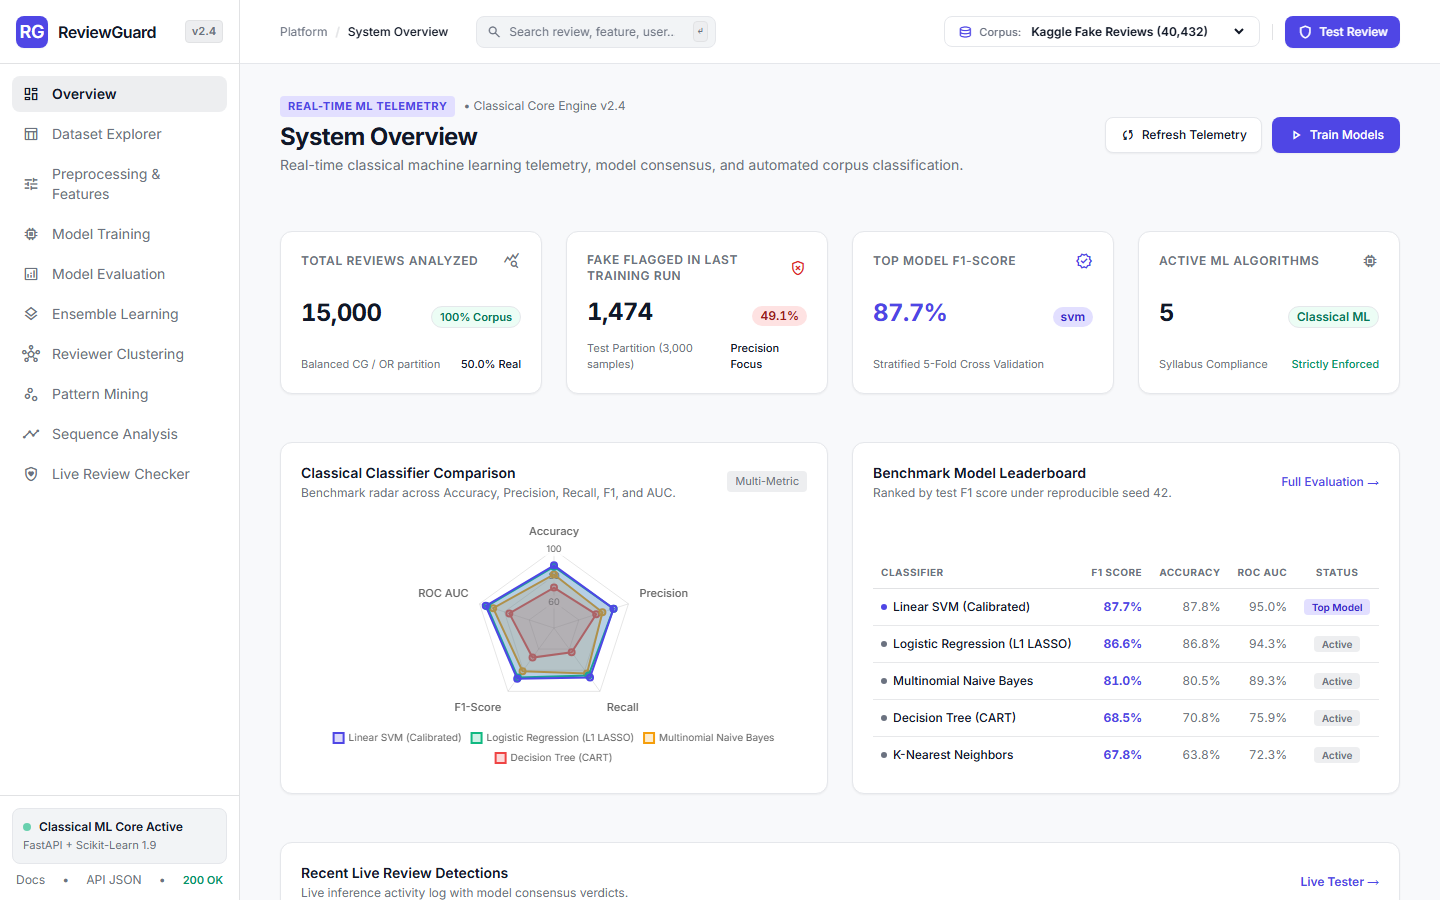 RG ReviewGuard v2.4
Platform / System Overview
Search review, feature, user..
Corpus: Kaggle Fake Reviews (40,432)
Test Review
Overview
Dataset Explorer
Preprocessing &
Features
Model Training
Model Evaluation
Ensemble Learning
Reviewer Clustering
Pattern Mining
Sequence Analysis
Live Review Checker
Classical ML Core Active
FastAPI + Scikit-Learn 1.9
Docs • API JSON • 200 OK
REAL-TIME ML TELEMETRY • Classical Core Engine v2.4
System Overview
Real-time classical machine learning telemetry, model consensus, and automated corpus classification.
Refresh Telemetry
Train Models
TOTAL REVIEWS ANALYZED
15,000
100% Corpus
Balanced CG / OR partition
50.0% Real
FAKE FLAGGED IN LAST
TRAINING RUN
1,474
49.1%
Test Partition (3,000
samples)
Precision
Focus
TOP MODEL F1-SCORE
87.7%
svm
Stratified 5-Fold Cross Validation
ACTIVE ML ALGORITHMS
5
Classical ML
Syllabus Compliance
Strictly Enforced
Classical Classifier Comparison
Benchmark radar across Accuracy, Precision, Recall, F1, and AUC.
Multi-Metric
Accuracy
100
ROC AUC
Precision
60
F1-Score
Recall
Linear SVM (Calibrated)
Logistic Regression (L1 LASSO)
Multinomial Naive Bayes
Decision Tree (CART)
Benchmark Model Leaderboard
Ranked by test F1 score under reproducible seed 42.
Full Evaluation →
CLASSIFIER F1 SCORE ACCURACY ROC AUC STATUS
Linear SVM (Calibrated) 87.7% 87.8% 95.0% Top Model
Logistic Regression (L1 LASSO) 86.6% 86.8% 94.3% Active
Multinomial Naive Bayes 81.0% 80.5% 89.3% Active
Decision Tree (CART) 68.5% 70.8% 75.9% Active
K-Nearest Neighbors 67.8% 63.8% 72.3% Active
Recent Live Review Detections
Live inference activity log with model consensus verdicts.
Live Tester →